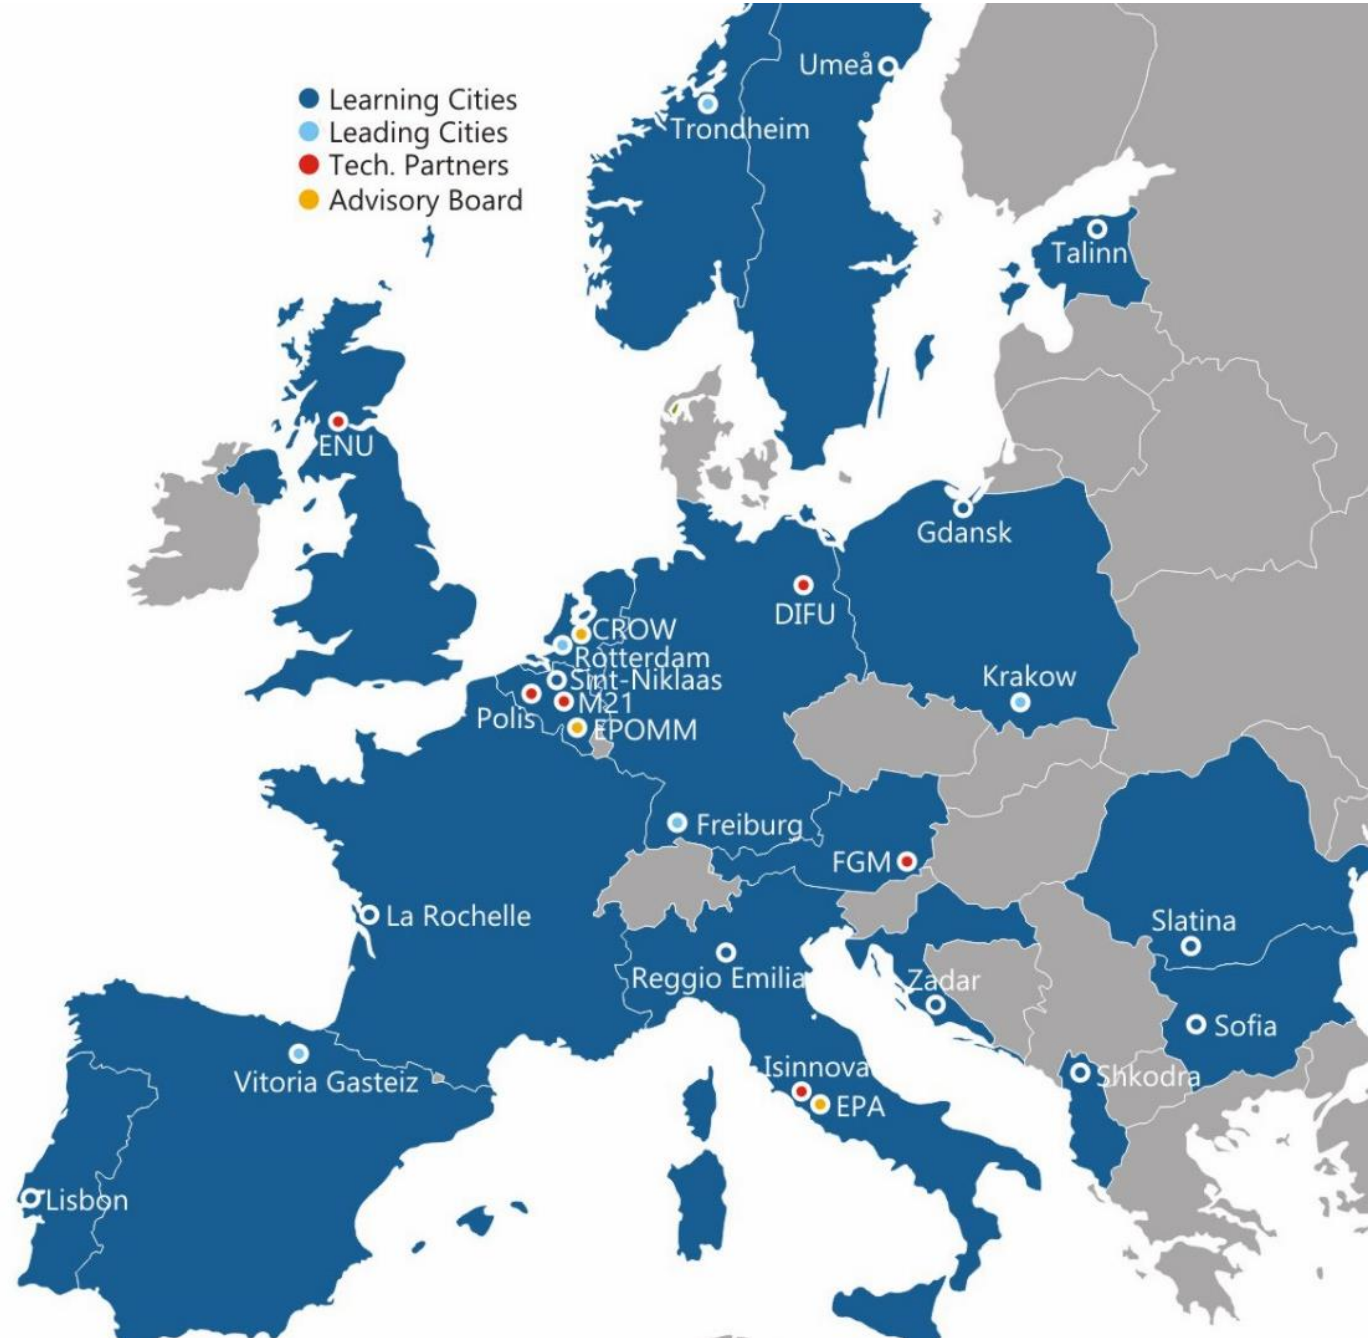 Learning Cities
Leading Cities
Tech. Partners
Advisory Board
Umeå
Trondheim
Talinn
ENU
Gdansk
DIFU
CROW
Rotterdam
Sint-Niklaas
Krakow
M21
Polis
EPOMM
Freiburg
FGM
La Rochelle
Slatina
Reggio Emilia
Zadar
Sofia
Isinnova
Shkodra
Vitoria Gasteiz
EPA
Lisbon